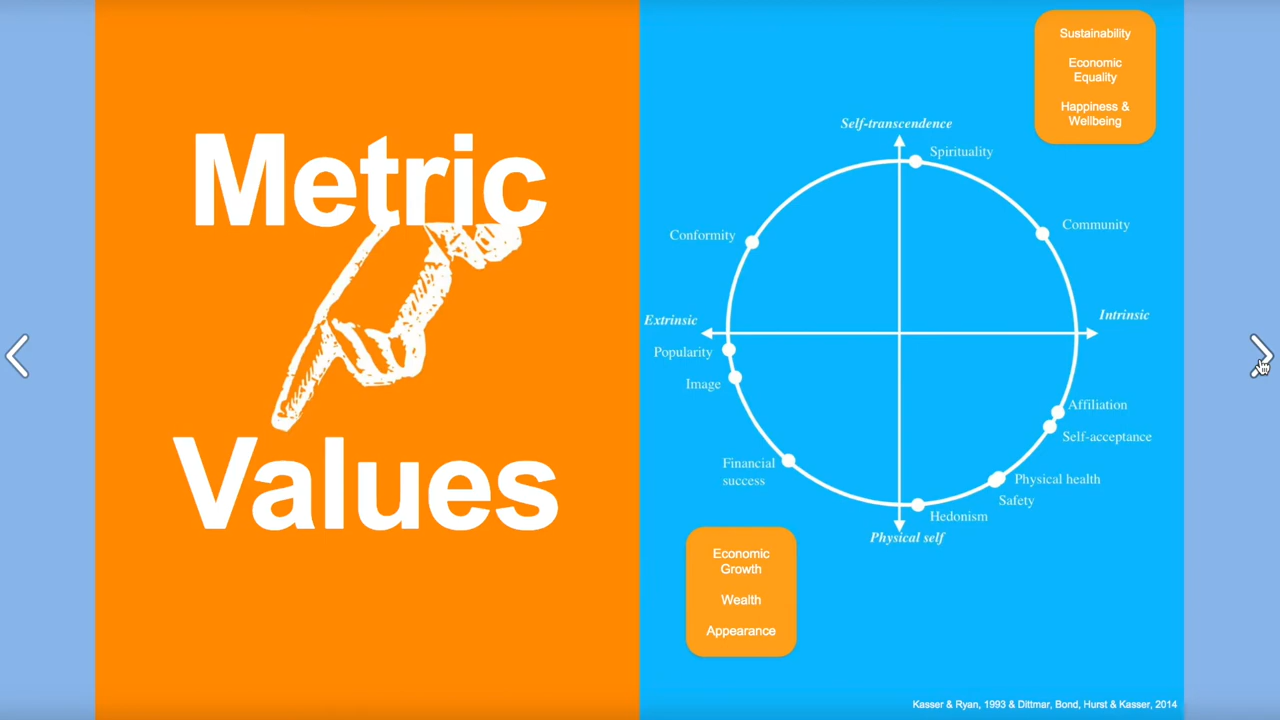 Metric
Values
Sustainability
Economic
Equality
Happiness &
Wellbeing
Self-transcendence
Spirituality
Community
Conformity
Extrinsic
Intrinsic
Popularity
Image
Affiliation
Self-acceptance
Financial
success
Physical health
Safety
Hedonism
Physical self
Economic
Growth
Wealth
Appearance
Kasser & Ryan, 1993 & Dittmar, Bond, Hurst & Kasser, 2014